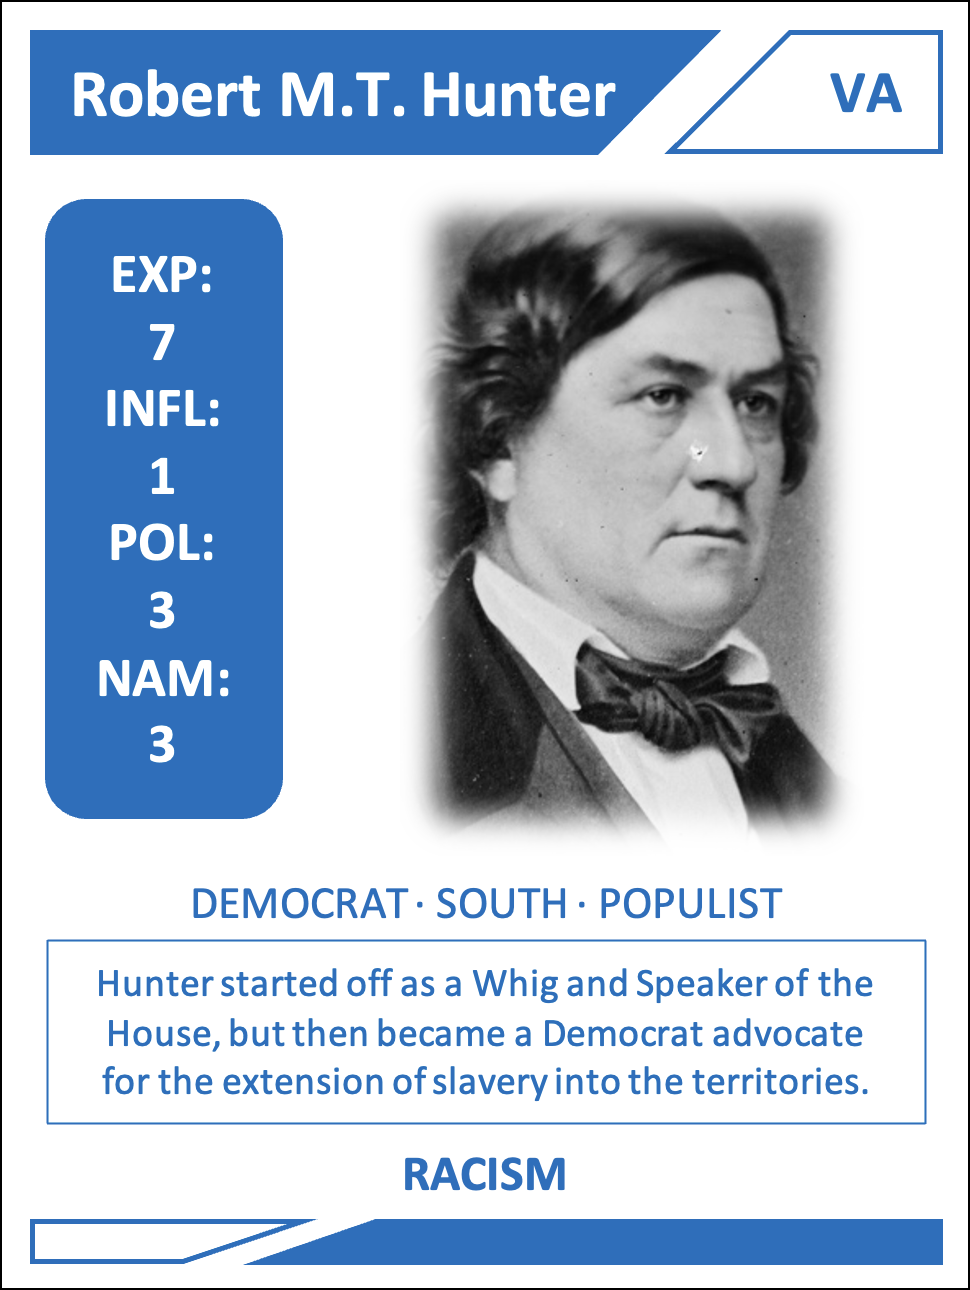 Robert M.T. Hunter
VA
EXP:
7
INFL:
1
POL:
3
NAM:
3
DEMOCRAT · SOUTH · POPULIST
Hunter started off as a Whig and Speaker of the
House, but then became a Democrat advocate
for the extension of slavery into the territories.
RACISM